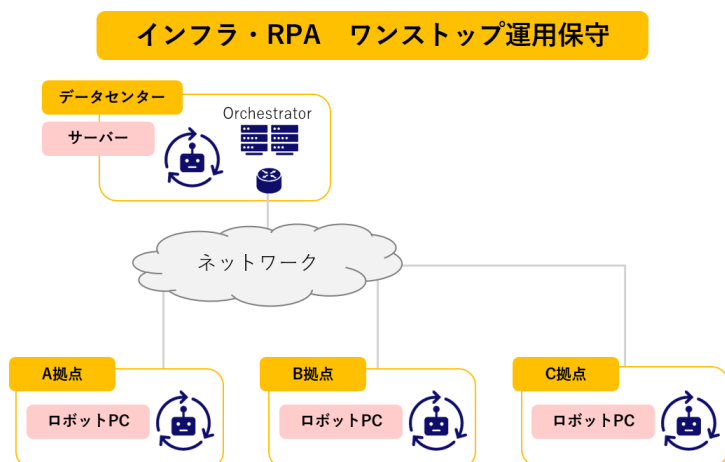 インフラ・RPA　ワンストップ運用保守
データセンター
サーバー
Orchestrator
ネットワーク
A拠点
ロボットPC
B拠点
ロボットPC
C拠点
ロボットPC